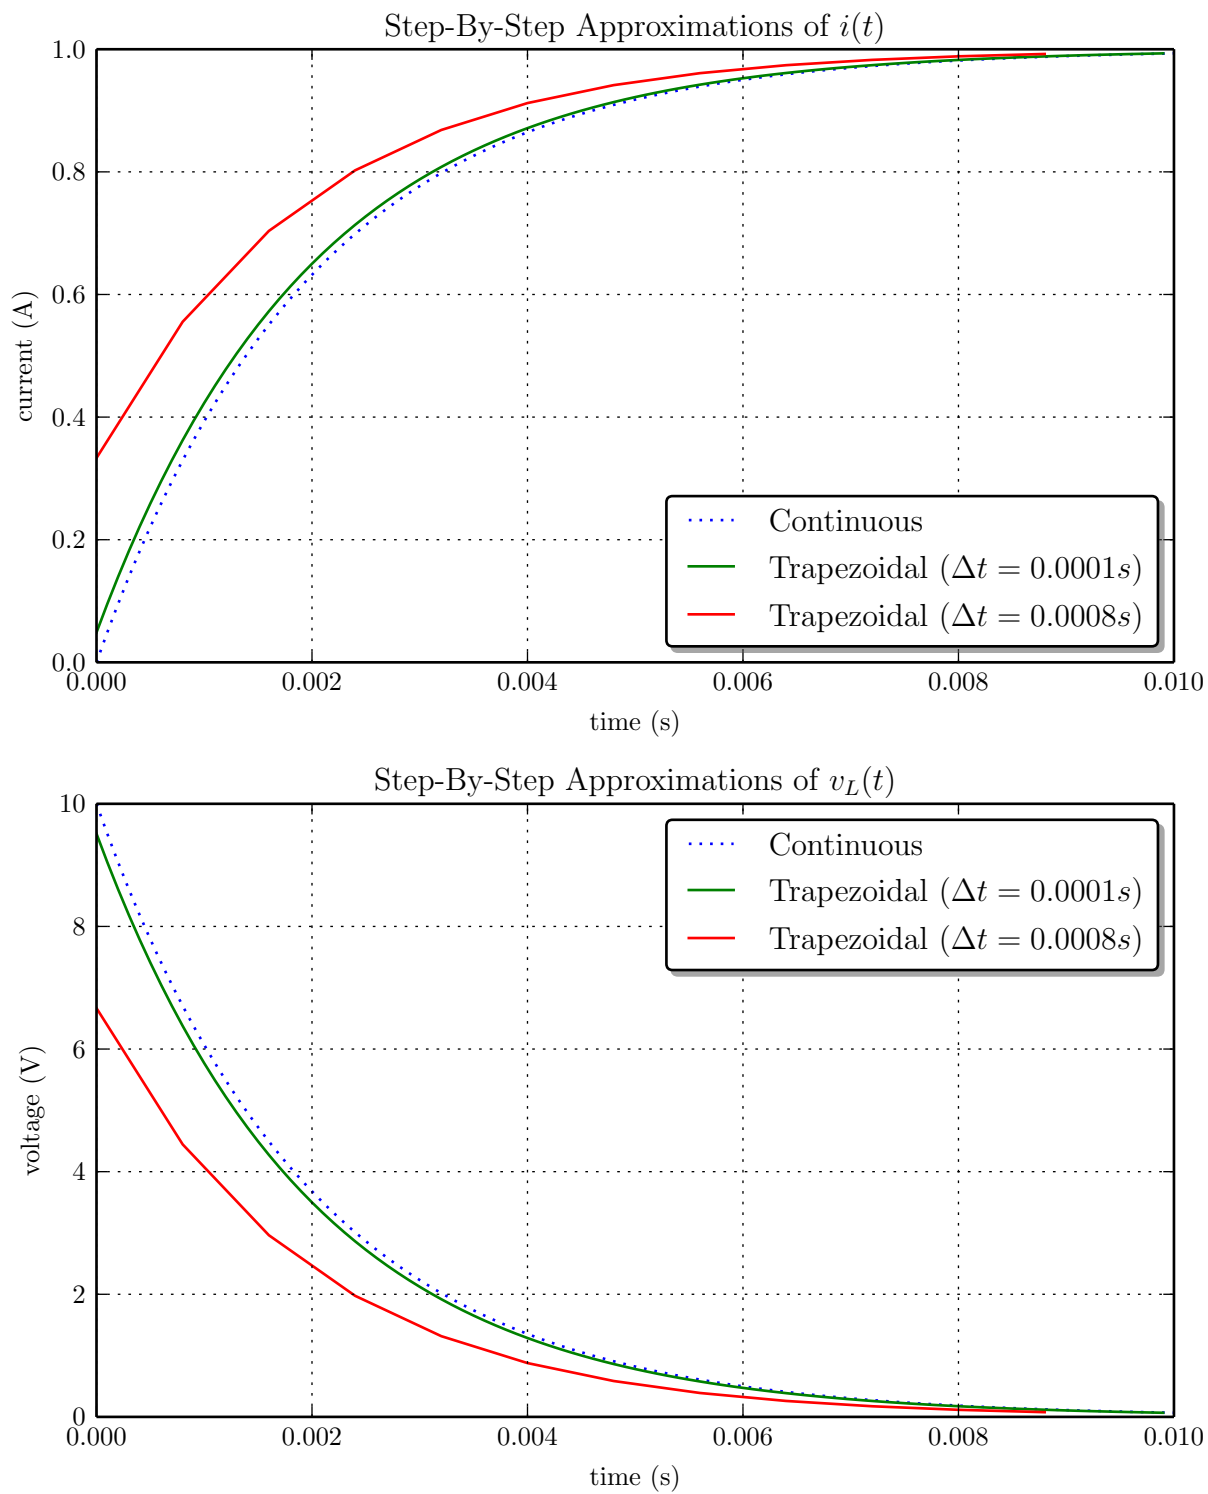 Step-By-Step Approximations of i(t)
1.0
0.8
0.6
0.4
0.2
0.0
current (A)
Continuous
Trapezoidal (Δt = 0.0001s)
Trapezoidal (Δt = 0.0008s)
0.000 0.002 0.004 0.006 0.008 0.010
time (s)
Step-By-Step Approximations of v_L(t)
10
8
6
4
2
0
voltage (V)
Continuous
Trapezoidal (Δt = 0.0001s)
Trapezoidal (Δt = 0.0008s)
0.000 0.002 0.004 0.006 0.008 0.010
time (s)